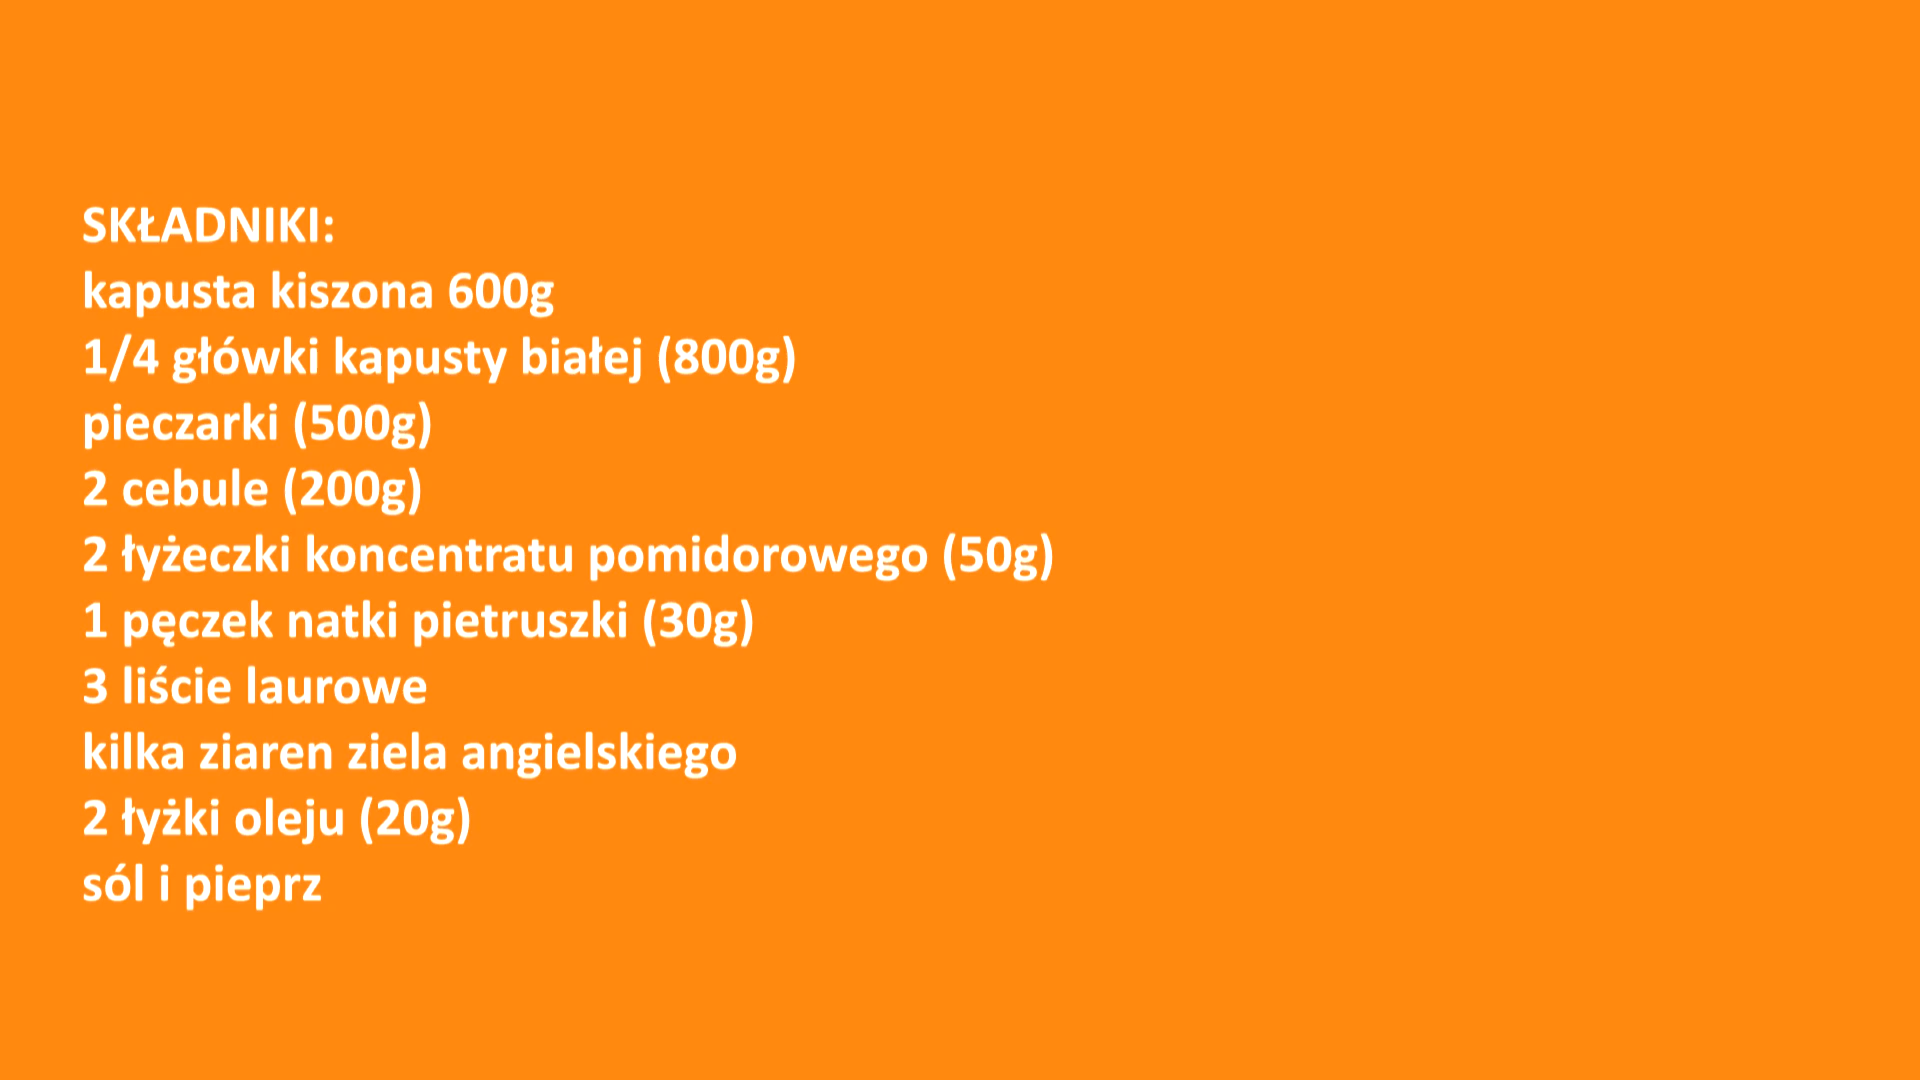 SKŁADNIKI:
kapusta kiszona 600g
1/4 główki kapusty białej (800g)
pieczarki (500g)
2 cebule (200g)
2 łyżeczki koncentratu pomidorowego (50g)
1 pęczek natki pietruszki (30g)
3 liście laurowe
kilka ziaren ziela angielskiego
2 łyżki oleju (20g)
sól i pieprz